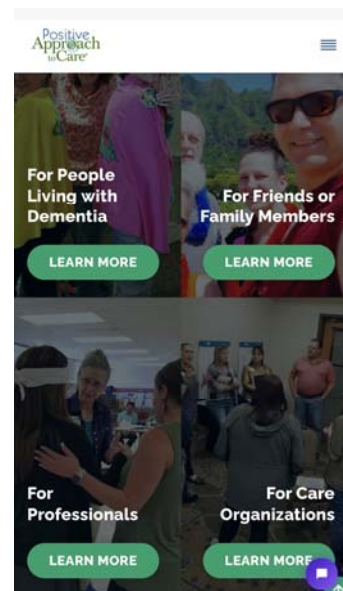 Positive
Approach
to Care®
For People
Living with
Dementia
LEARN MORE
For Friends or
Family Members
LEARN MORE
For
Professionals
LEARN MORE
For Care
Organizations
LEARN MORE